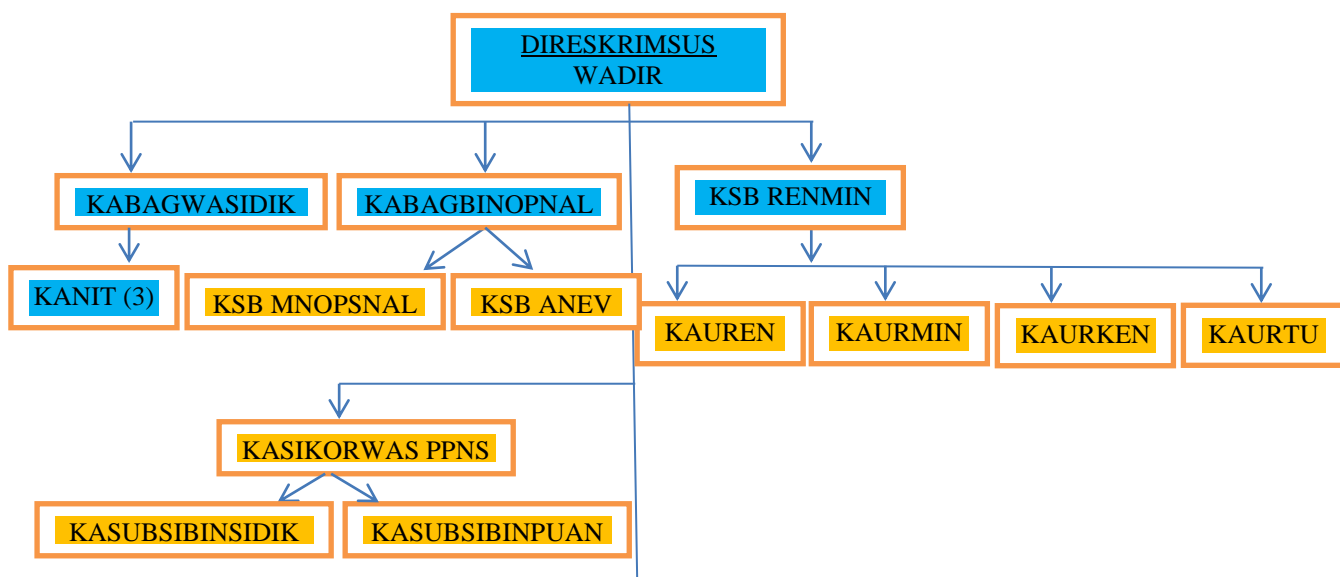 DIRESKRIMSUS
WADIR
KABAGWASIDIK
KABAGBINOPNAL
KSB RENMIN
KANIT (3)
KSB MNOPSNAL
KSB ANEV
KAUREN
KAURMIN
KAURKEN
KAURTU
KASIKORWAS PPNS
KASUBSIBINSIDIK
KASUBSIBINPUAN